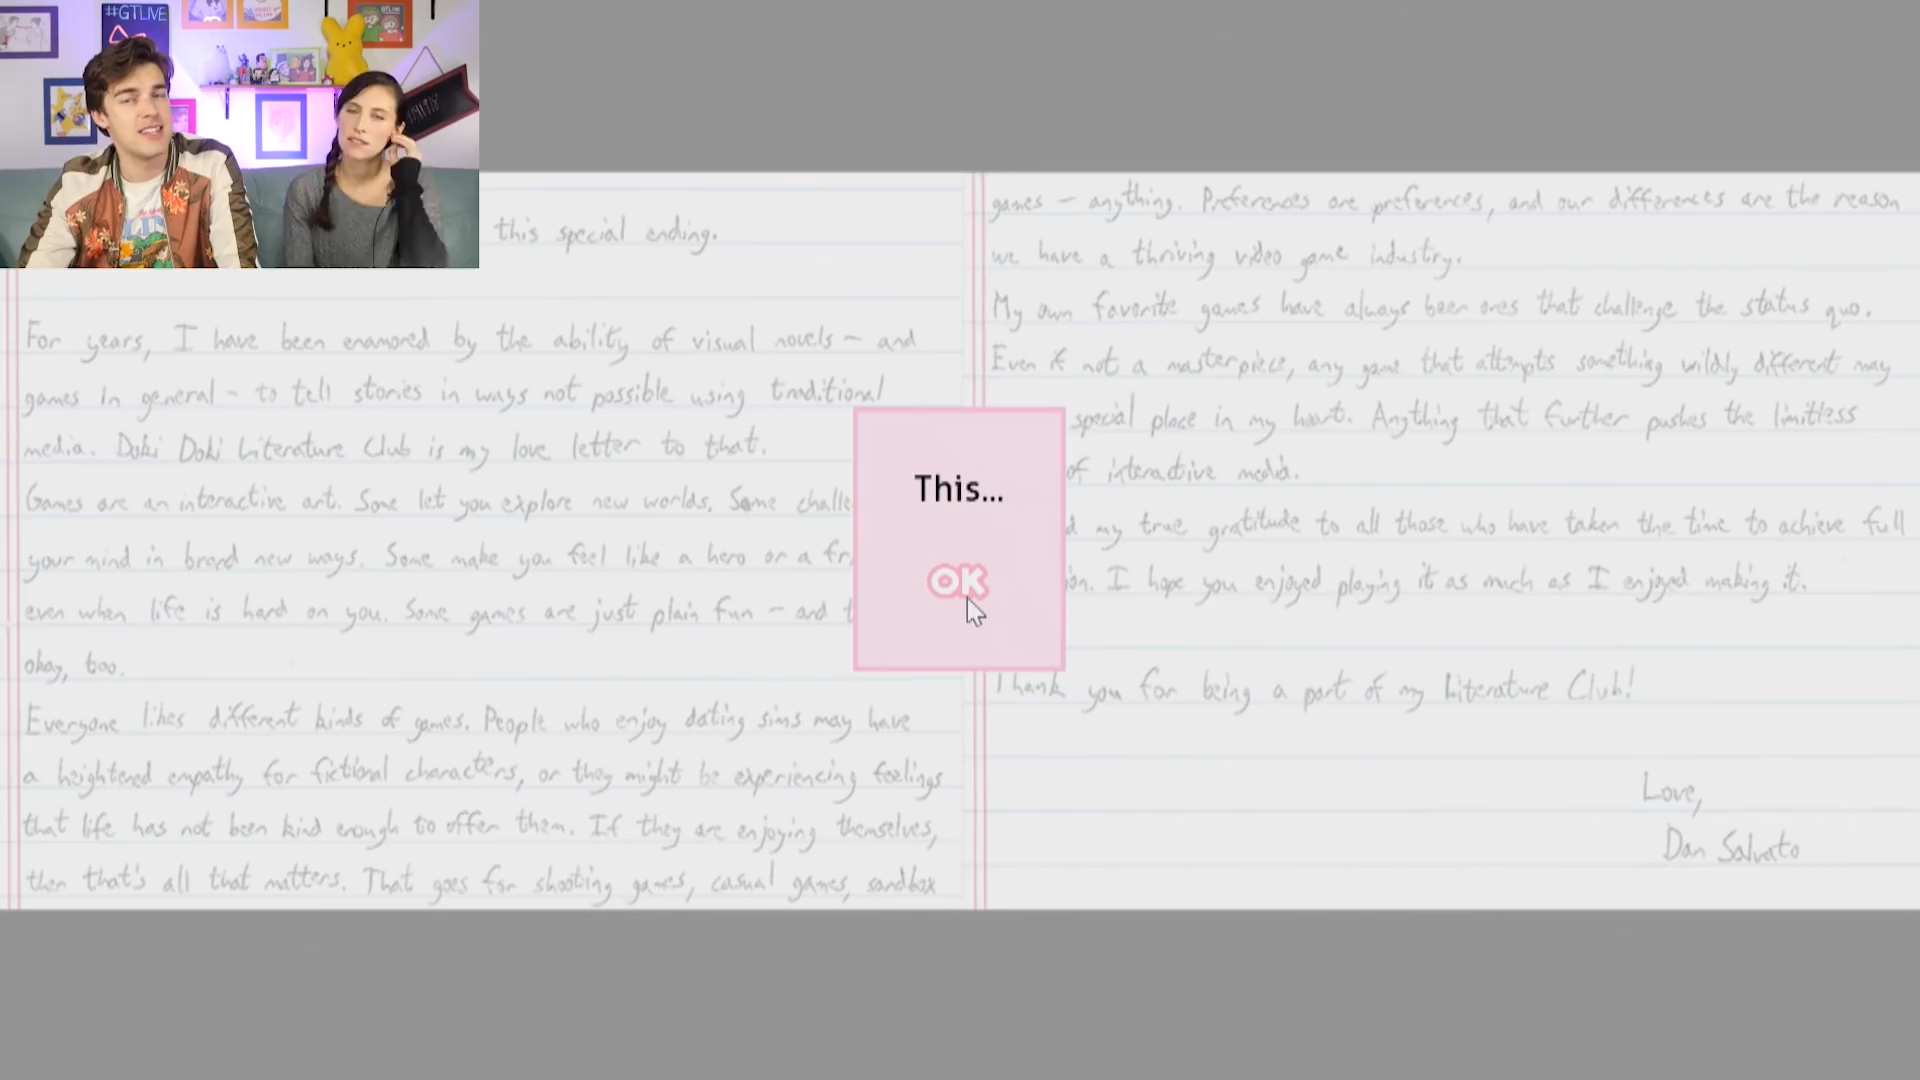 #GTLIVE
GTLIVE
this special ending.
For years, I have been enamored by the ability of visual novels – and
games in general – to tell stories in ways not possible using traditional
media. Doki Doki Literature Club is my love letter to that.
Games are an interactive art. Some let you explore new worlds. Some challe
your mind in brand new ways. Some make you feel like a hero or a fr
even when life is hard on you. Some games are just plain fun – and t
okay, too.
Everyone likes different kinds of games. People who enjoy dating sims may have
a heightened empathy for fictional characters, or they might be experiencing feelings
that life has not been kind enough to offer them. If they are enjoying themselves,
then that's all that matters. That goes for shooting games, casual games, sandbox
games – anything. Preferences are preferences, and our differences are the reason
we have a thriving video game industry.
My own favorite games have always been ones that challenge the status quo.
Even if not a masterpiece, any game that attempts something wildly different may
special place in my heart. Anything that further pushes the limitless
of interactive media.
my true gratitude to all those who have taken the time to achieve full
ion. I hope you enjoyed playing it as much as I enjoyed making it.
Thank you for being a part of my Literature Club!
Love,
Dan Salvato
This...
OK